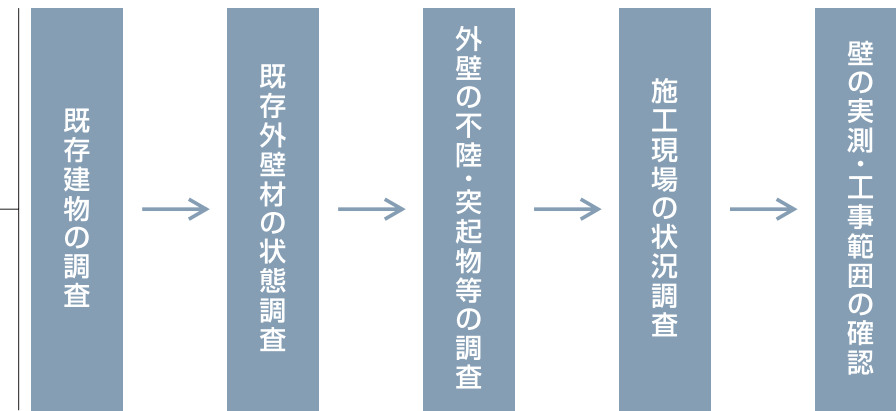 既存建物の調査
既存外壁材の状態調査
外壁の不陸・突起物等の調査
施工現場の状況調査
壁の実測・工事範囲の確認